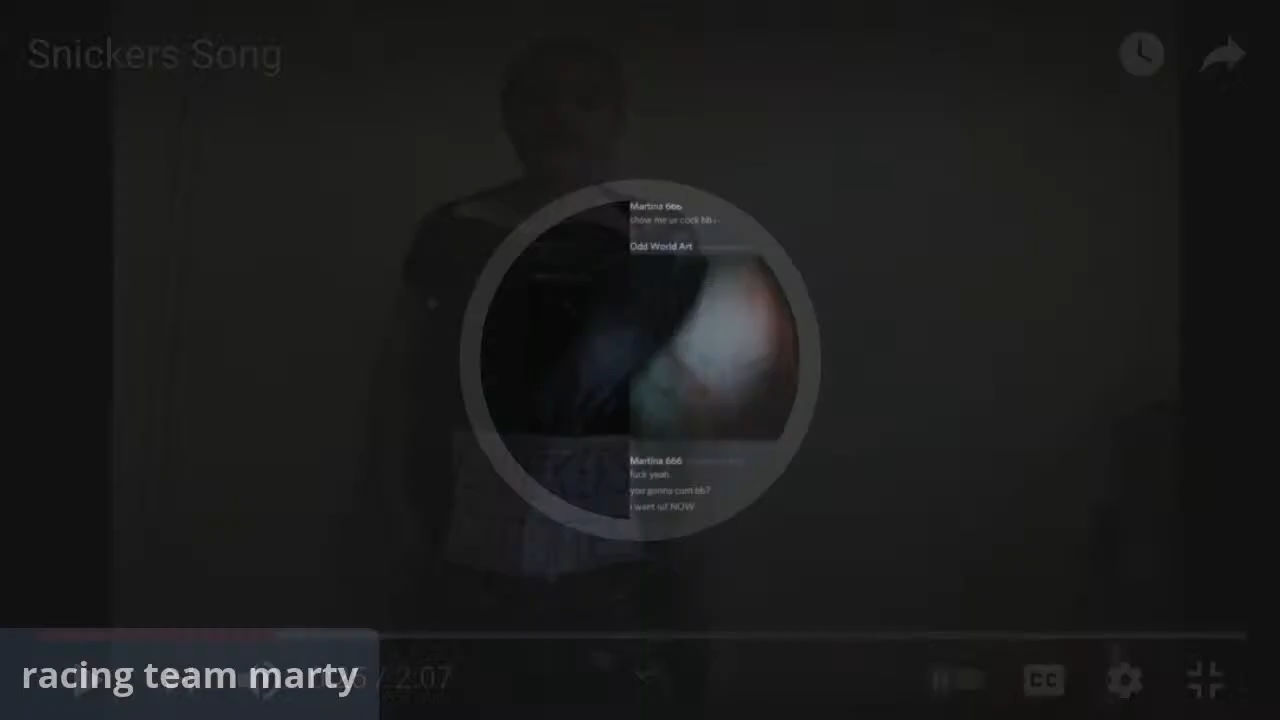 Snickers Song
Martina 666
show me ur cock bb
Odd World Art
Martina 666
fuck yeah
you gonna cum bb?
NOW
CC
/ 2:07
racing team marty